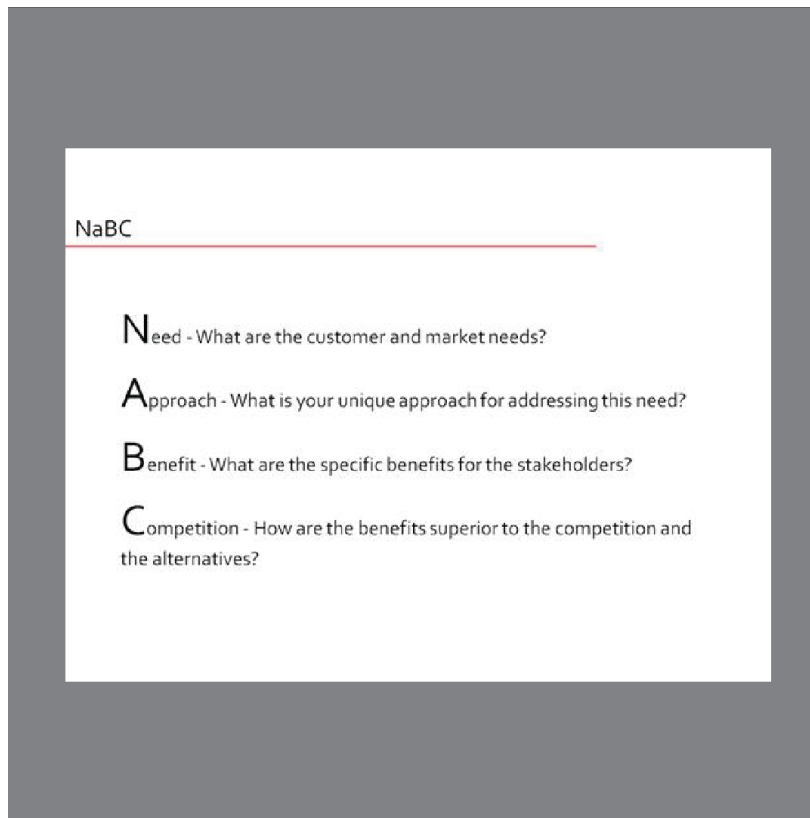 NaBC
Need - What are the customer and market needs?
Approach - What is your unique approach for addressing this need?
Benefit - What are the specific benefits for the stakeholders?
Competition - How are the benefits superior to the competition and
the alternatives?